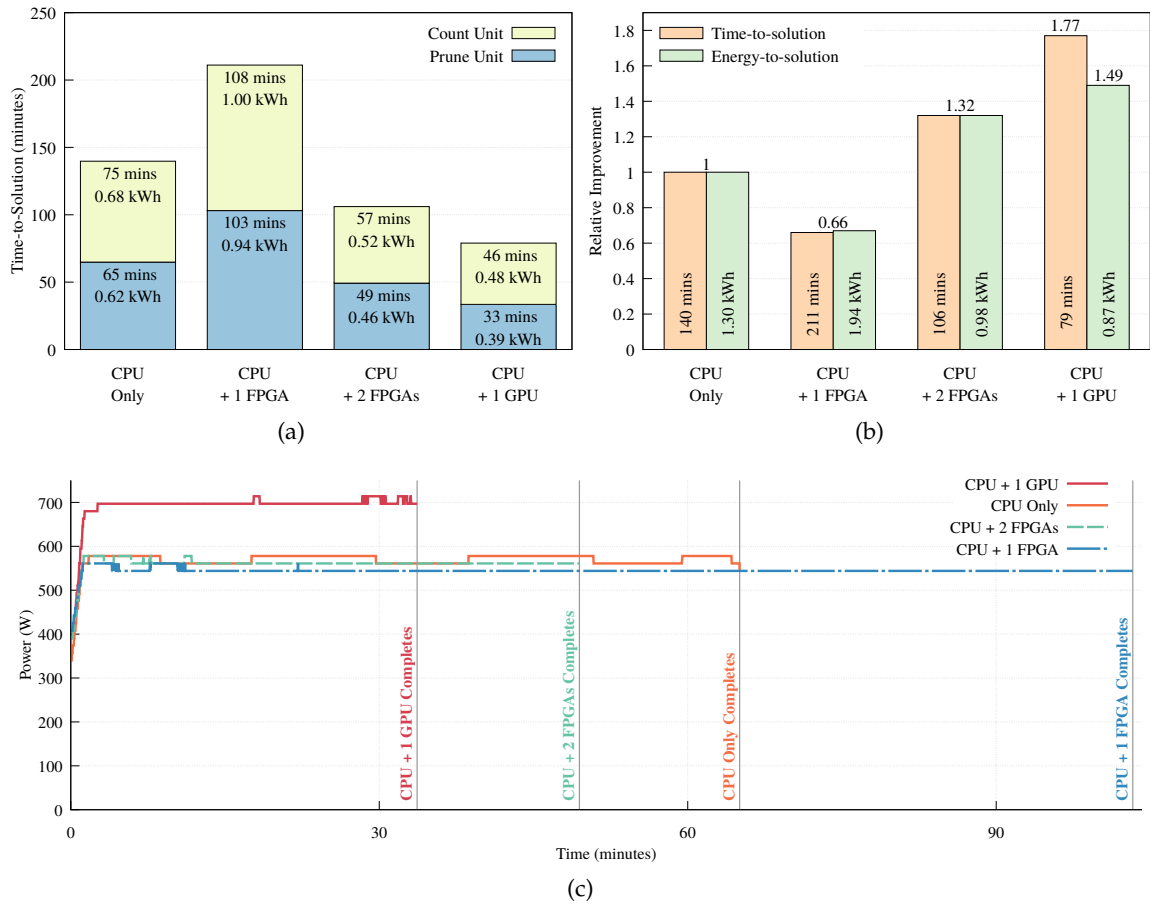 250
200
150
100
50
0
Time-to-Solution (minutes)
Count Unit
Prune Unit
75 mins
0.68 kWh
65 mins
0.62 kWh
108 mins
1.00 kWh
103 mins
0.94 kWh
57 mins
0.52 kWh
49 mins
0.46 kWh
46 mins
0.48 kWh
33 mins
0.39 kWh
CPU
Only
CPU
+ 1 FPGA
CPU
+ 2 FPGAs
CPU
+ 1 GPU
(a)
1.8
1.6
1.4
1.2
1
0.8
0.6
0.4
0.2
0
Relative Improvement
Time-to-solution
Energy-to-solution
1
0.66
1.32
1.77
1.49
140 mins
1.30 kWh
211 mins
1.94 kWh
106 mins
0.98 kWh
79 mins
0.87 kWh
CPU
Only
CPU
+ 1 FPGA
CPU
+ 2 FPGAs
CPU
+ 1 GPU
(b)
700
600
500
400
300
200
100
0
Power (W)
CPU + 1 GPU
CPU Only
CPU + 2 FPGAs
CPU + 1 FPGA
CPU + 1 GPU Completes
CPU + 2 FPGAs Completes
CPU Only Completes
CPU + 1 FPGA Completes
0
30
60
90
Time (minutes)
(c)